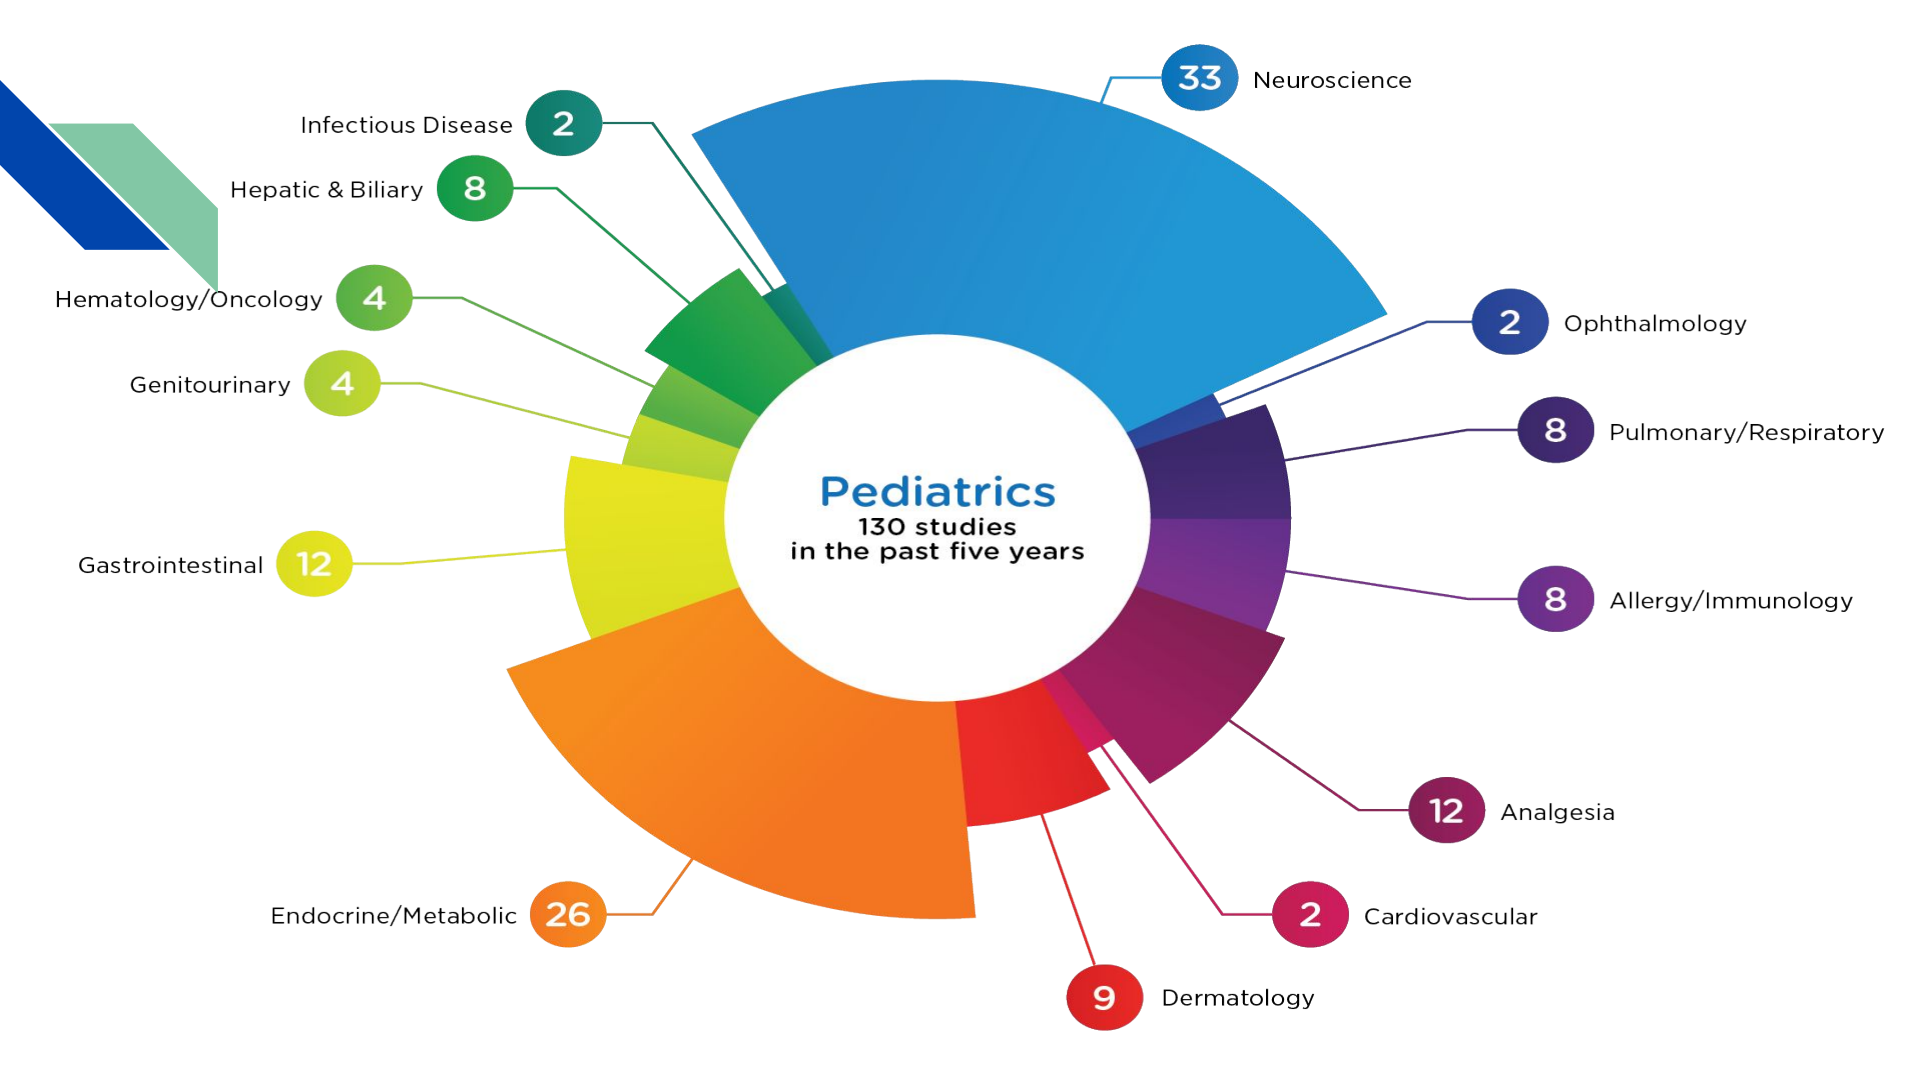 33 Neuroscience
Infectious Disease 2
Hepatic & Biliary 8
Hematology/Oncology 4
2 Ophthalmology
Genitourinary 4
8 Pulmonary/Respiratory
Pediatrics
130 studies
in the past five years
Gastrointestinal 12
8 Allergy/Immunology
12 Analgesia
Endocrine/Metabolic 26
2 Cardiovascular
9 Dermatology